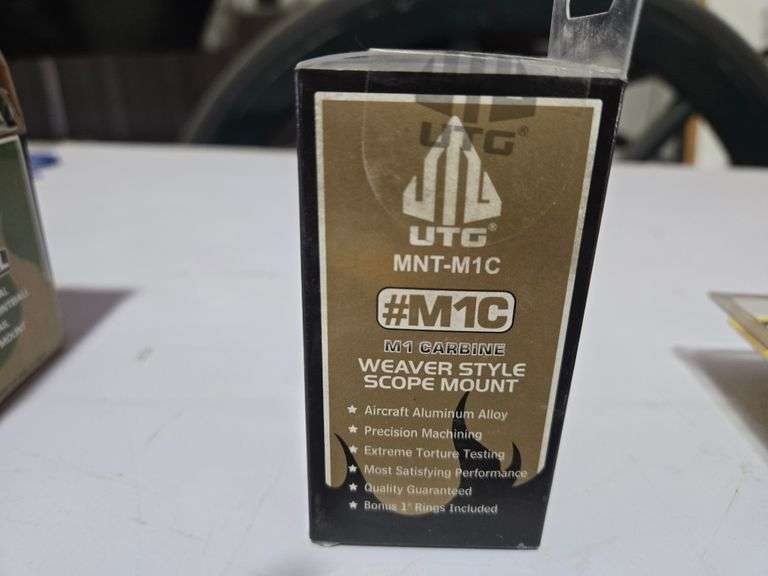 UTG
UTG®
MNT-M1C
#M1C
M1 CARBINE
WEAVER STYLE
SCOPE MOUNT
★ Aircraft Aluminum Alloy
★ Precision Machining
★ Extreme Torture Testing
★ Most Satisfying Performance
★ Quality Guaranteed
★ Bonus 1" Rings Included
MOUNT